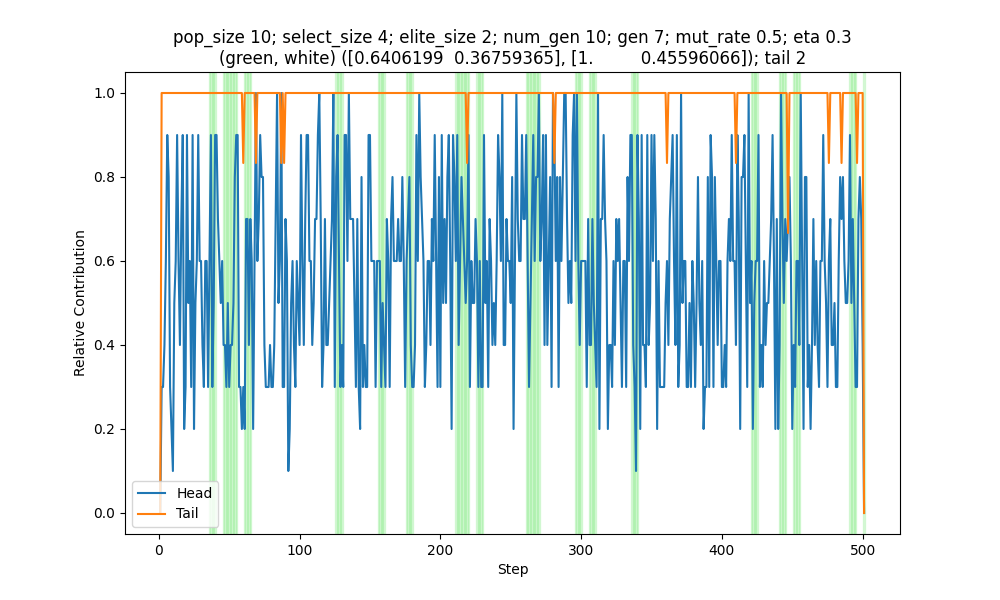 pop_size 10; select_size 4; elite_size 2; num_gen 10; gen 7; mut_rate 0.5; eta 0.3
(green, white) ([0.6406199  0.36759365], [1.         0.45596066]); tail 2
1.0
0.8
0.6
0.4
0.2
0.0
Relative Contribution
Head
Tail
0
100
200
300
400
500
Step